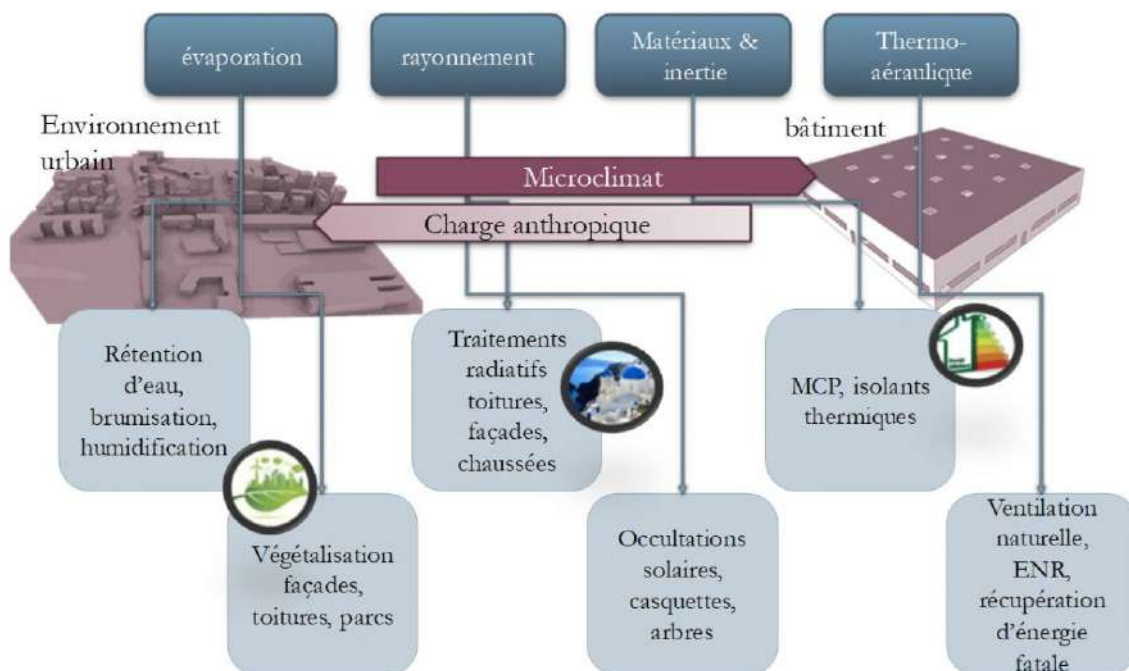 évaporation
rayonnement
Matériaux &
inertie
Thermo-
aéraulique
Environnement
urbain
bâtiment
Microclimat
Charge anthropique
Rétention
d'eau,
brumisation,
humidification
Traitements
radiatifs
toitures,
façades,
chaussées
MCP, isolants
thermiques
Végétalisation
façades,
toitures, parcs
Occultations
solaires,
casquettes,
arbres
Ventilation
naturelle,
ENR,
récupération
d'énergie
fatale